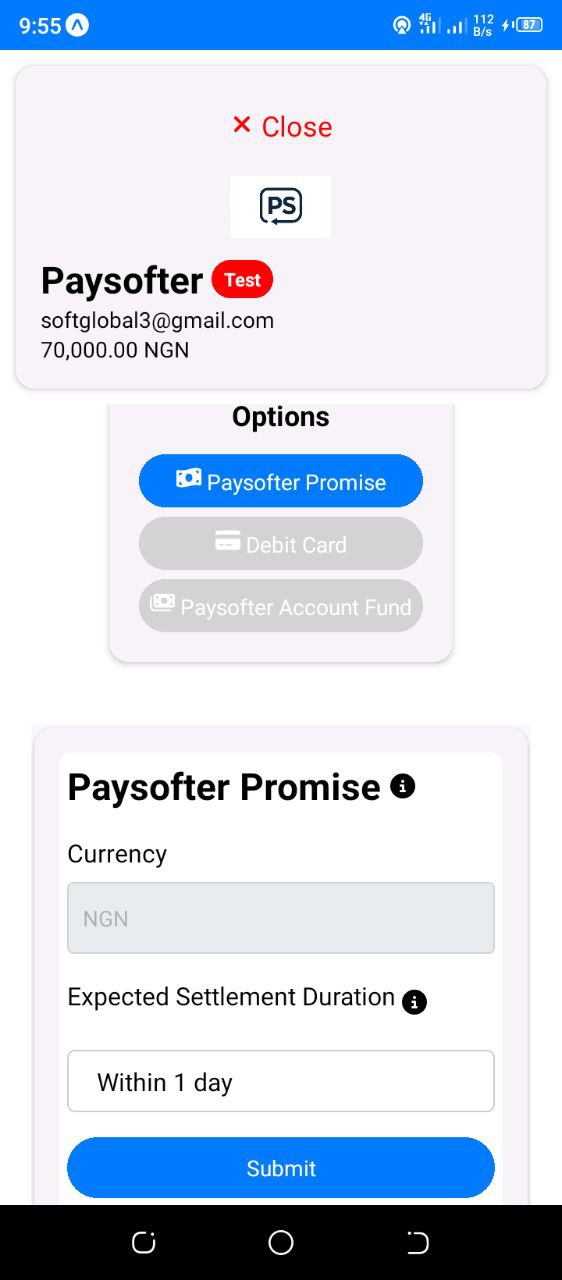 9:55 4G 112 B/s 87
× Close
PS
Paysofter Test
softglobal3@gmail.com
70,000.00 NGN
Options
Paysofter Promise
Debit Card
Paysofter Account Fund
Paysofter Promise
Currency
NGN
Expected Settlement Duration
Within 1 day
Submit